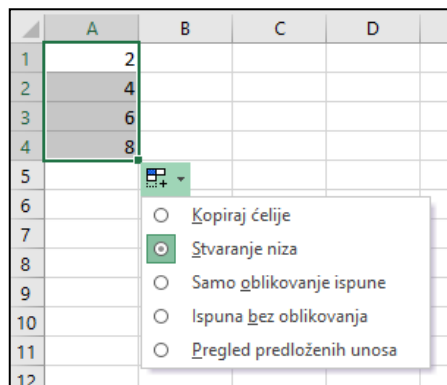 A B C D
1 2
2 4
3 6
4 8
5
6 Kopiraj ćelije
7 Stvaranje niza
8 Samo oblikovanje ispune
9
10 Ispuna bez oblikovanja
11 Pregled predloženih unosa
12